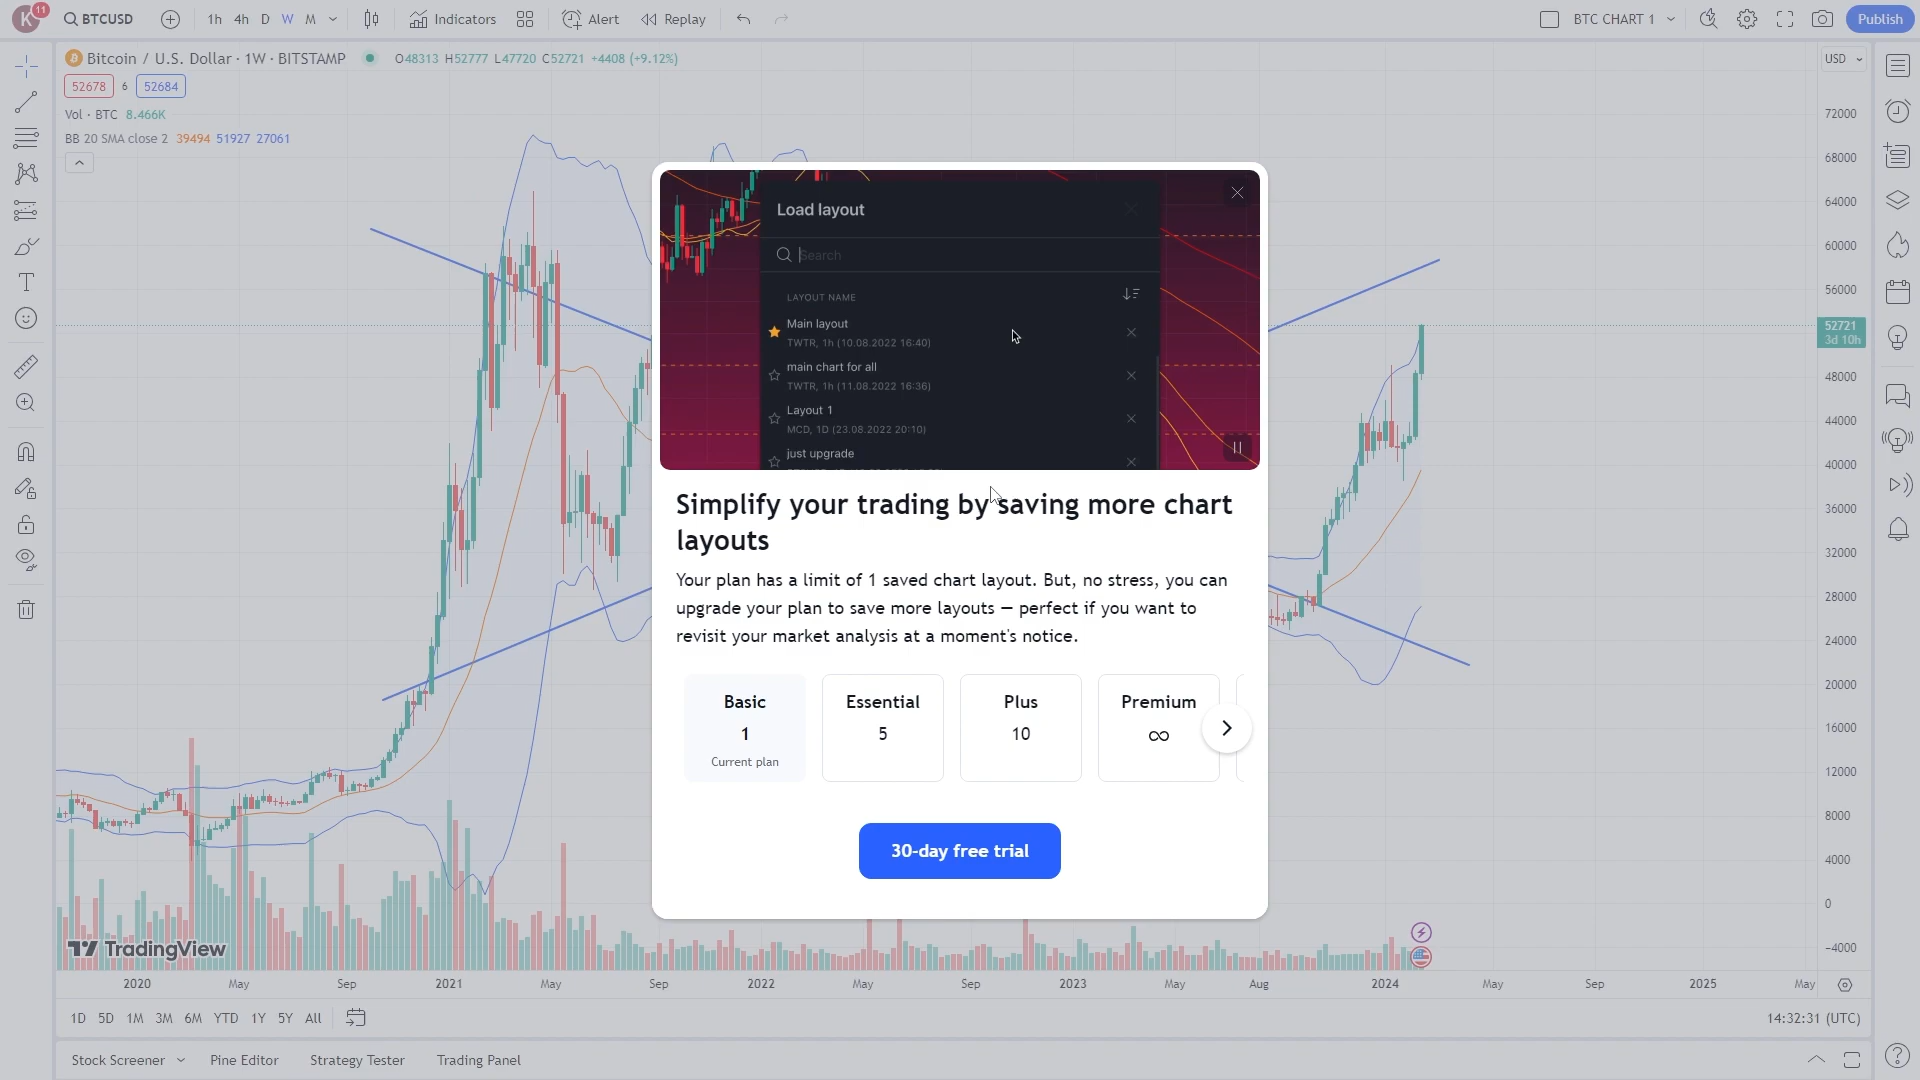 K 11 BTCUSD 1h 4h D W M Indicators Alert Replay BTC CHART 1 Publish
Bitcoin / U.S. Dollar · 1W · BITSTAMP O48313 H52777 L47720 C52721 +4408 (+9.12%) USD
52678 6 52684
Vol · BTC 8.466K
BB 20 SMA close 2 39494 51927 27061
Load layout
Search
LAYOUT NAME
Main layout
TWTR, 1h (10.08.2022 16:40)
main chart for all
TWTR, 1h (11.08.2022 16:36)
Layout 1
MCD, 1D (23.08.2022 20:10)
just upgrade
Simplify your trading by saving more chart
layouts
Your plan has a limit of 1 saved chart layout. But, no stress, you can
upgrade your plan to save more layouts — perfect if you want to
revisit your market analysis at a moment's notice.
Basic Essential Plus Premium
1 5 10 ∞
Current plan
30-day free trial
72000
68000
64000
60000
56000
52721
3d 10h
48000
44000
40000
36000
32000
28000
24000
20000
16000
12000
8000
4000
0
−4000
TradingView
2020 May Sep 2021 May Sep 2022 May Sep 2023 May Aug 2024 May Sep 2025 May
1D 5D 1M 3M 6M YTD 1Y 5Y All 14:32:31 (UTC)
Stock Screener Pine Editor Strategy Tester Trading Panel